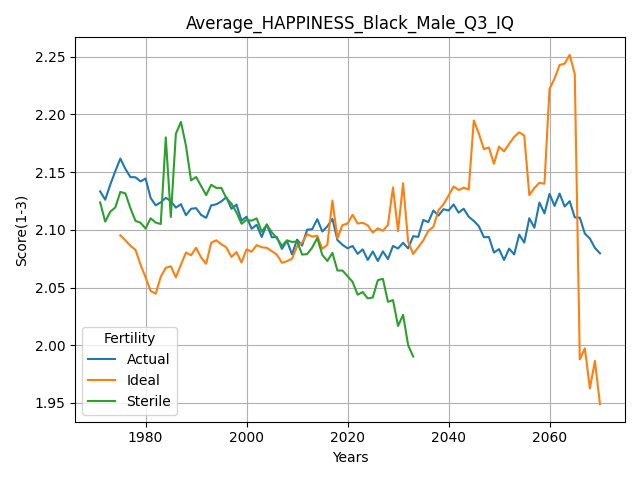 Average_HAPPINESS_Black_Male_Q3_IQ
2.25
2.20
2.15
2.10
2.05
2.00
1.95
Score(1-3)
Fertility
Actual
Ideal
Sterile
1980
2000
2020
2040
2060
Years